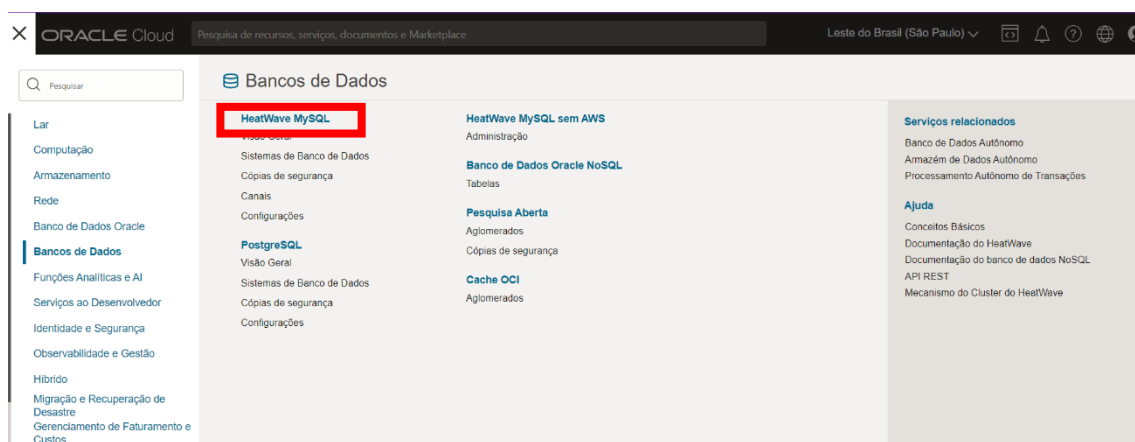 ORACLE Cloud
Pesquisa de recursos, serviços, documentos e Marketplace
Leste do Brasil (São Paulo)
Pesquisar
Lar
Computação
Armazenamento
Rede
Banco de Dados Oracle
Bancos de Dados
Funções Analíticas e AI
Serviços ao Desenvolvedor
Identidade e Segurança
Observabilidade e Gestão
Híbrido
Migração e Recuperação de
Desastre
Gerenciamento de Faturamento e
Custos
Bancos de Dados
HeatWave MySQL
Visão Geral
Sistemas de Banco de Dados
Cópias de segurança
Canais
Configurações
PostgreSQL
Visão Geral
Sistemas de Banco de Dados
Cópias de segurança
Configurações
HeatWave MySQL sem AWS
Administração
Banco de Dados Oracle NoSQL
Tabelas
Pesquisa Aberta
Aglomerados
Cópias de segurança
Cache OCI
Aglomerados
Serviços relacionados
Banco de Dados Autônomo
Armazém de Dados Autônomo
Processamento Autônomo de Transações
Ajuda
Conceitos Básicos
Documentação do HeatWave
Documentação do banco de dados NoSQL
API REST
Mecanismo do Cluster do HeatWave